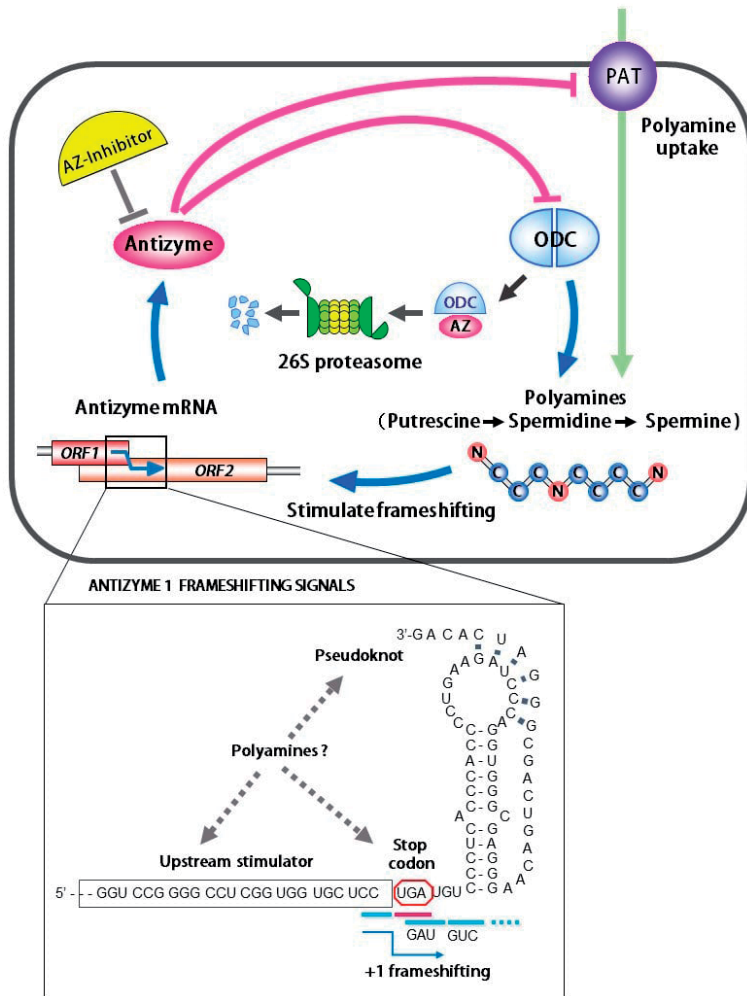 PAT
Polyamine
uptake
AZ-Inhibitor
Antizyme
ODC
ODC
AZ
26S proteasome
Antizyme mRNA
Polyamines
(Putrescine Spermidine Spermine)
ORF1
ORF2
N C C C N C C C C N
Stimulate frameshifting
ANTIZYME 1 FRAMESHIFTING SIGNALS
3'-G A C A C U A G G G C G A C U G A C A A
Pseudoknot
Polyamines ?
Upstream stimulator
Stop
codon
5' - - - GGU CCG GGG CCU CGG UGG UGC UCC UGA UGU
C C C U C A C C C A C C C C U G A A G A U C C C A G G U G G G C G A G G G
GAU GUC
+1 frameshifting